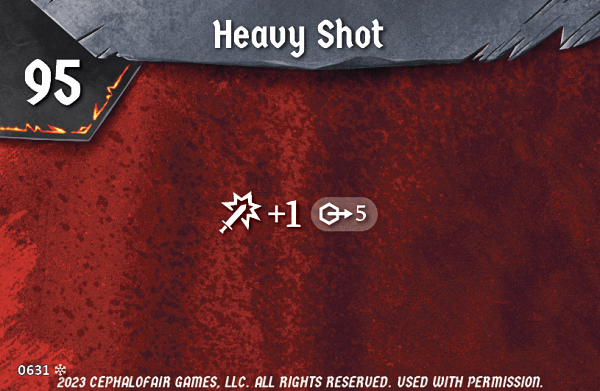 Heavy Shot
95
+1 5
0631
2023 CEPHALOFAIR GAMES, LLC. ALL RIGHTS RESERVED. USED WITH PERMISSION.